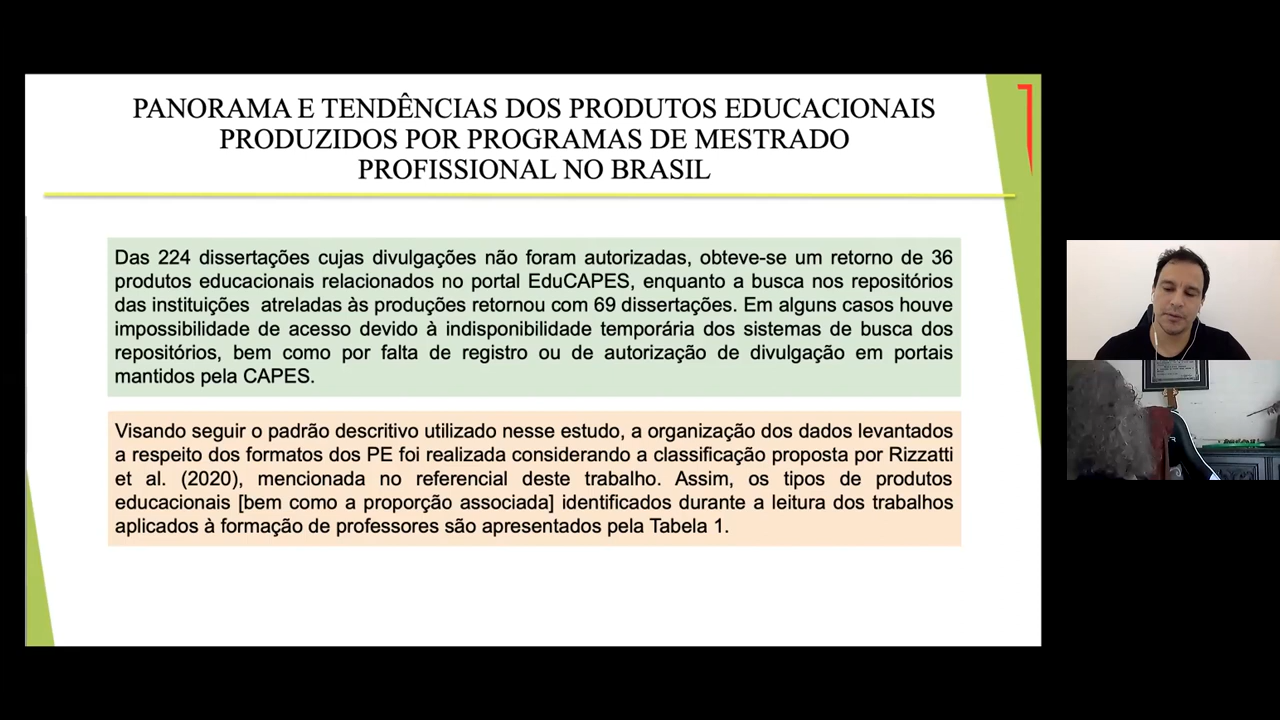 PANORAMA E TENDÊNCIAS DOS PRODUTOS EDUCACIONAIS
PRODUZIDOS POR PROGRAMAS DE MESTRADO
PROFISSIONAL NO BRASIL
Das 224 dissertações cujas divulgações não foram autorizadas, obteve-se um retorno de 36
produtos educacionais relacionados no portal EduCAPES, enquanto a busca nos repositórios
das instituições atreladas às produções retornou com 69 dissertações. Em alguns casos houve
impossibilidade de acesso devido à indisponibilidade temporária dos sistemas de busca dos
repositórios, bem como por falta de registro ou de autorização de divulgação em portais
mantidos pela CAPES.
Visando seguir o padrão descritivo utilizado nesse estudo, a organização dos dados levantados
a respeito dos formatos dos PE foi realizada considerando a classificação proposta por Rizzatti
et al. (2020), mencionada no referencial deste trabalho. Assim, os tipos de produtos
educacionais [bem como a proporção associada] identificados durante a leitura dos trabalhos
aplicados à formação de professores são apresentados pela Tabela 1.